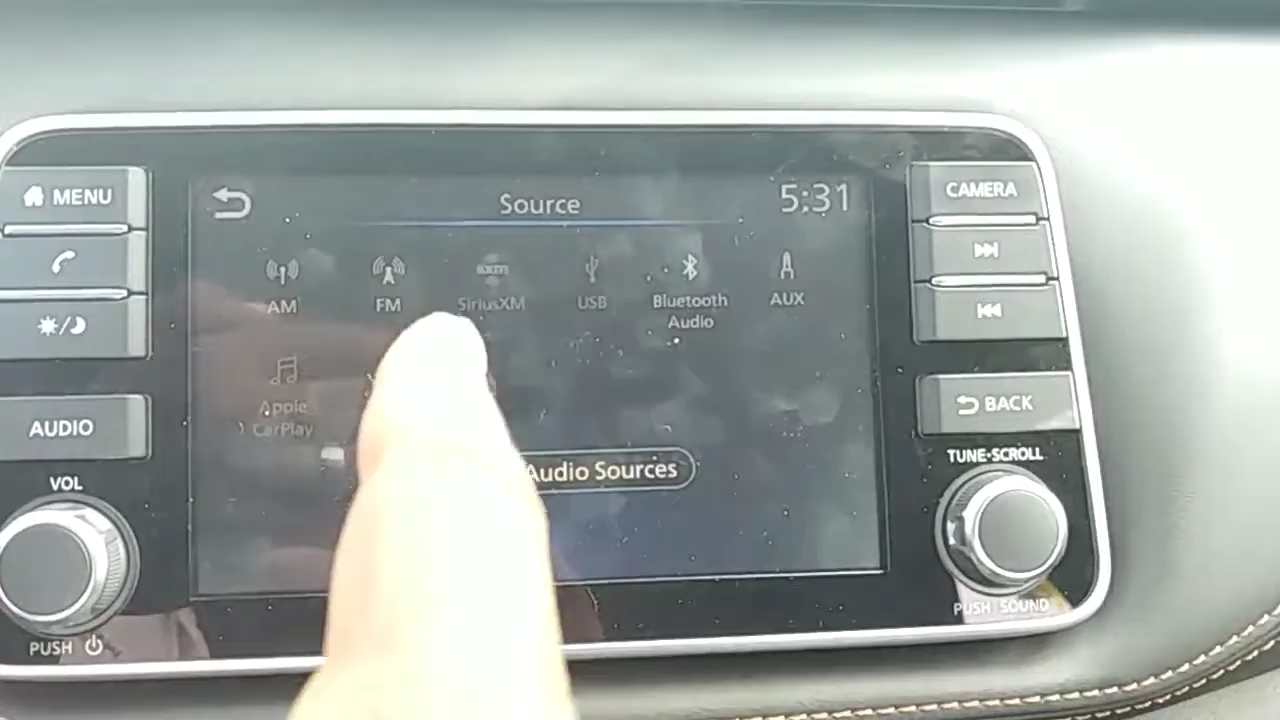 MENU
AUDIO
VOL
PUSH
Source
5:31
AM
FM
sxm
SiriusXM
USB
Bluetooth
Audio
AUX
Apple
CarPlay
Audio Sources
CAMERA
BACK
TUNE·SCROLL
PUSH SOUND